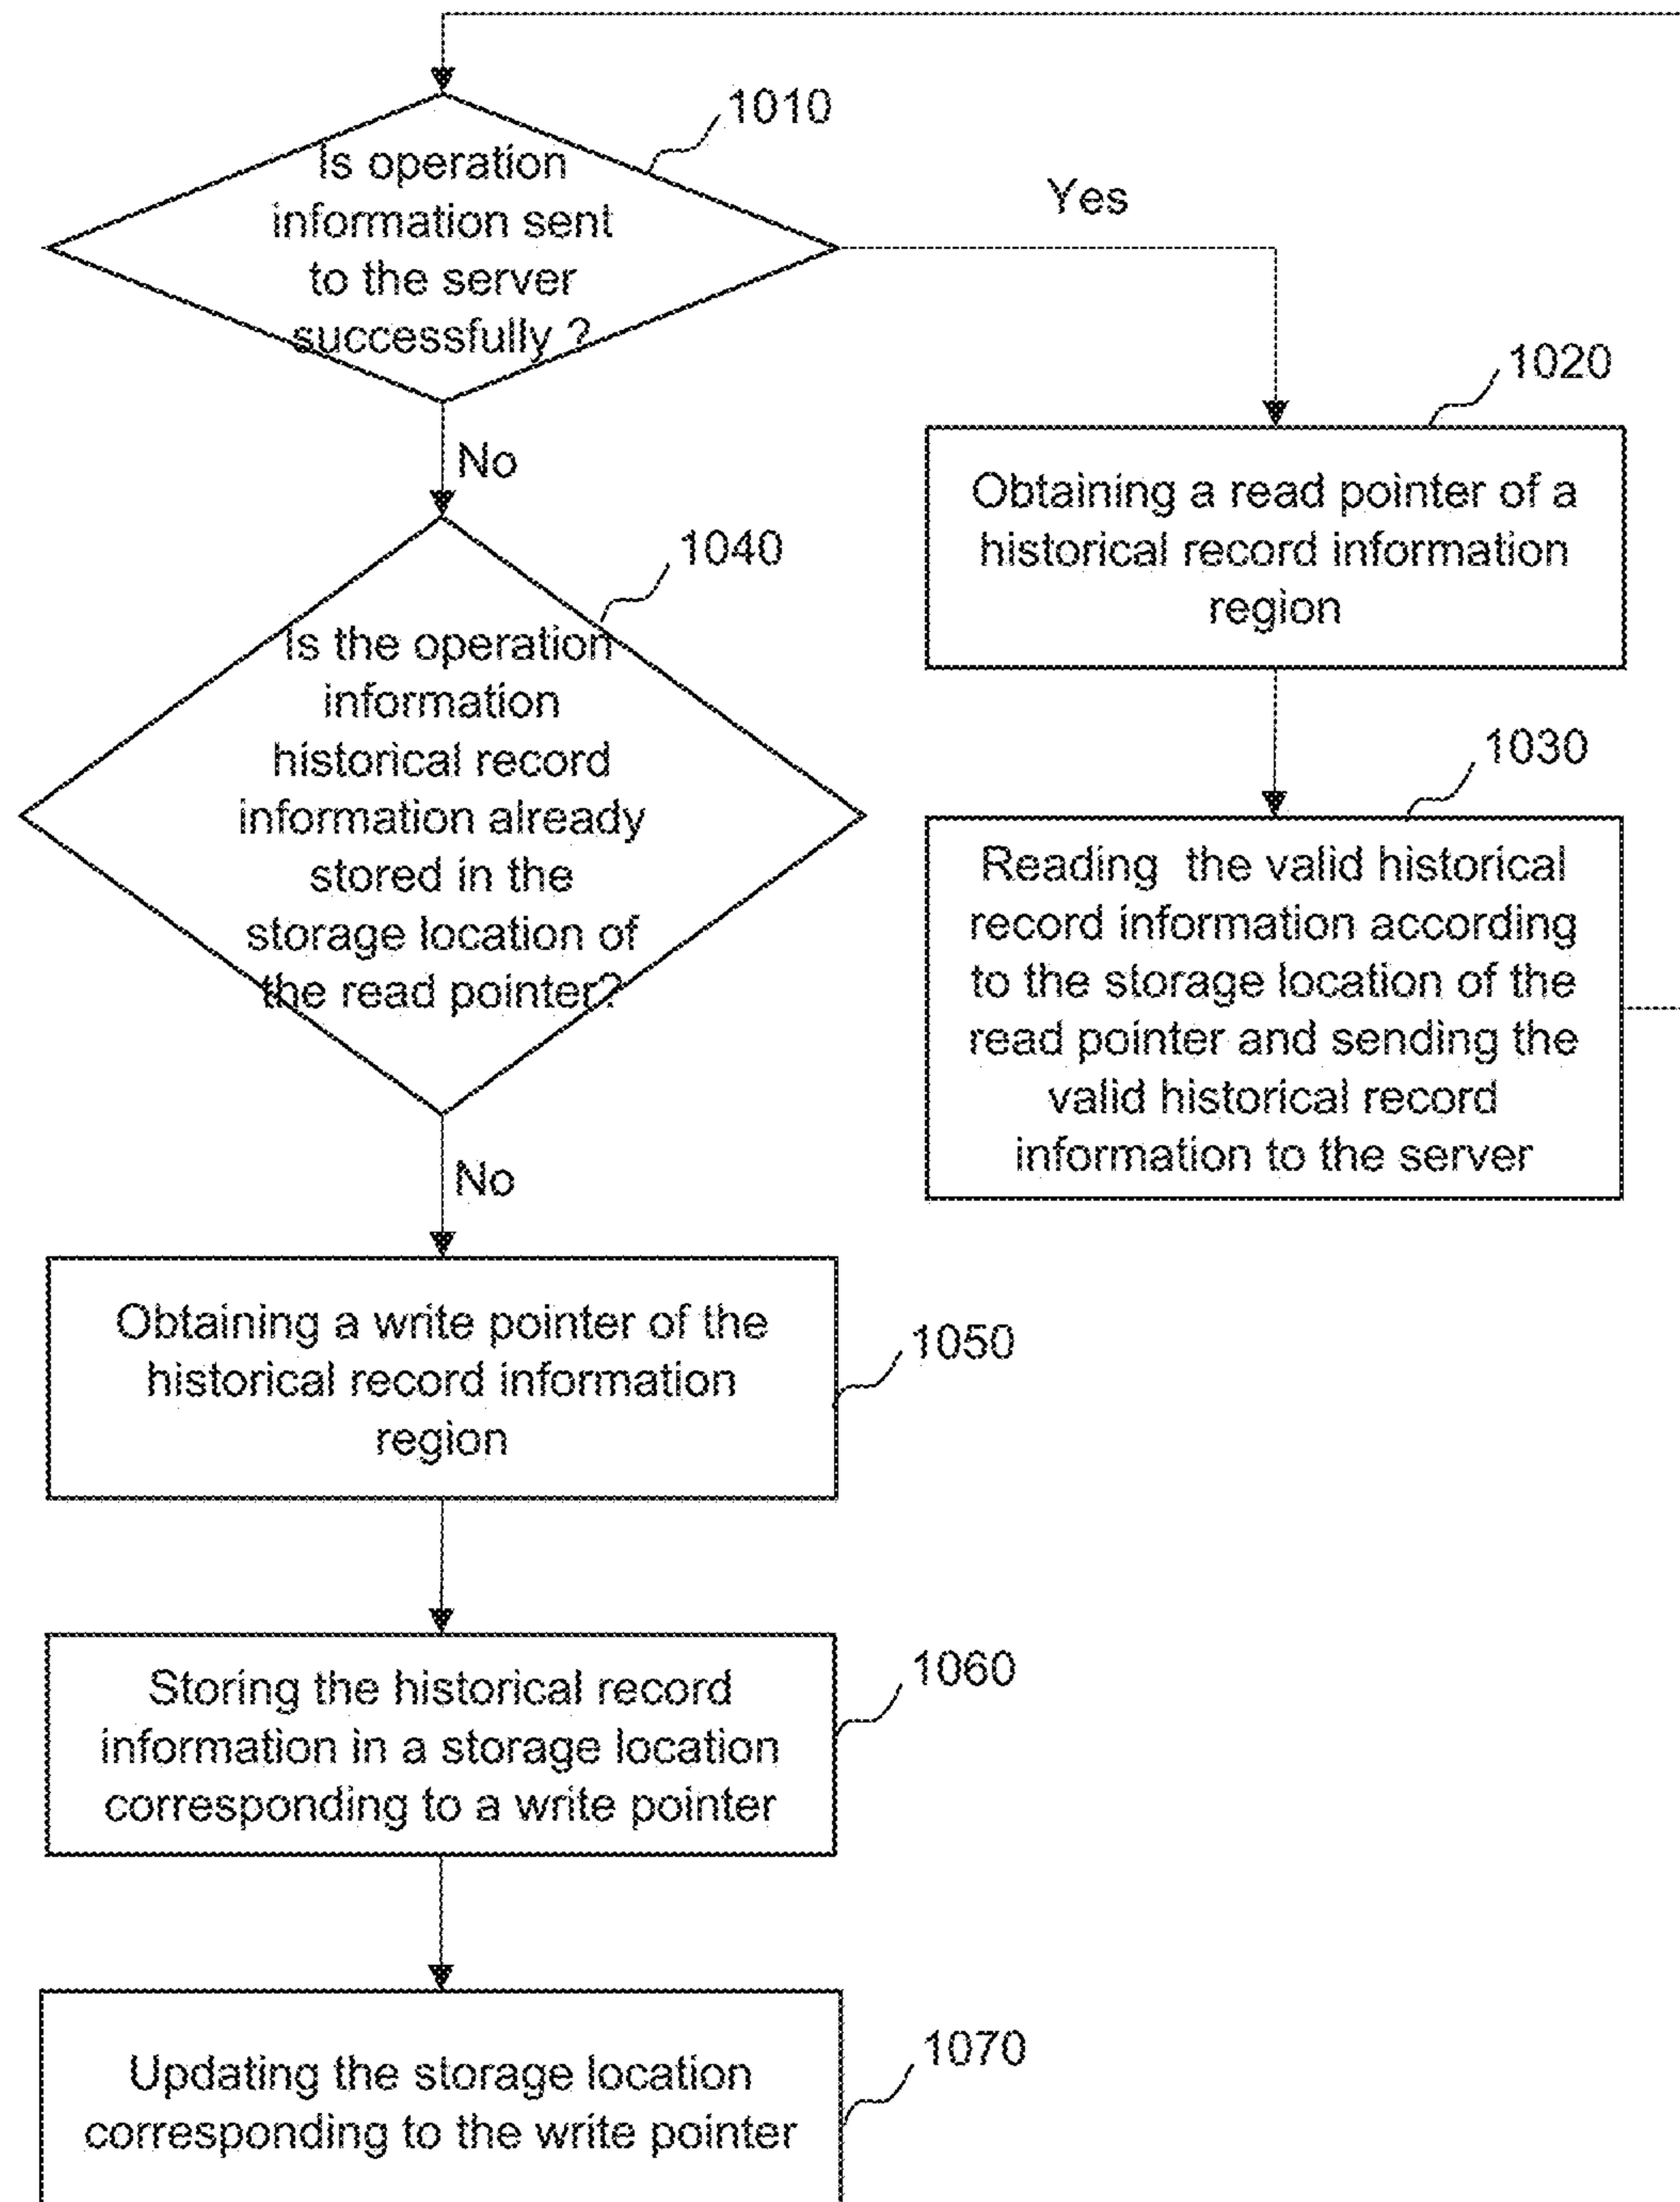 1010
Is operation
information sent
to the server
successfully ?
Yes
No
1020
Obtaining a read pointer of a
historical record information
region
1040
Is the operation
information
historical record
information already
stored in the
storage location of
the read pointer?
1030
Reading the valid historical
record information according
to the storage location of the
read pointer and sending the
valid historical record
information to the server
No
Obtaining a write pointer of the
historical record information
region
1050
Storing the historical record
information in a storage location
corresponding to a write pointer
1060
Updating the storage location
corresponding to the write pointer
1070